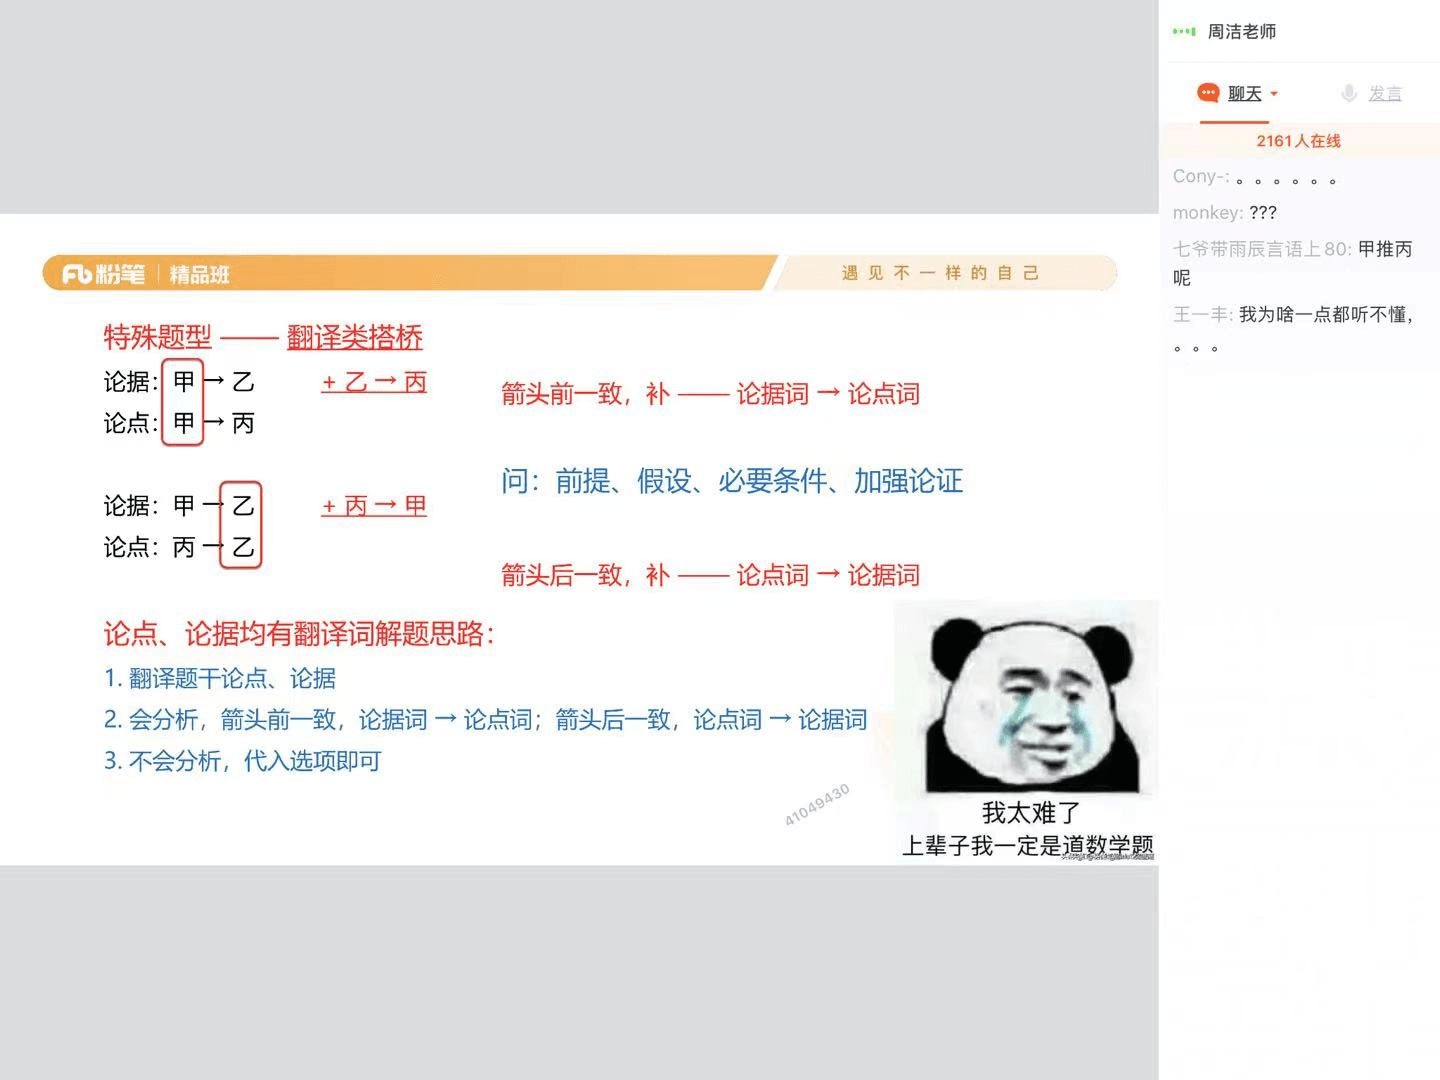 粉笔 | 精品班
遇见不一样的自己
特殊题型 —— 翻译类搭桥
论据：甲 → 乙
+ 乙 → 丙
论点：甲 → 丙
箭头前一致，补 —— 论据词 → 论点词
问：前提、假设、必要条件、加强论证
论据：甲 → 乙
+ 丙 → 甲
论点：丙 → 乙
箭头后一致，补 —— 论点词 → 论据词
论点、论据均有翻译词解题思路：
1. 翻译题干论点、论据
2. 会分析，箭头前一致，论据词 → 论点词；箭头后一致，论点词 → 论据词
3. 不会分析，代入选项即可
41049430
我太难了
上辈子我一定是道数学题
周洁老师
聊天
发言
2161人在线
Cony-: 。。。。。。
monkey: ???
七爷带雨辰言语上80: 甲推丙
呢
王一丰: 我为啥一点都听不懂，
。。。